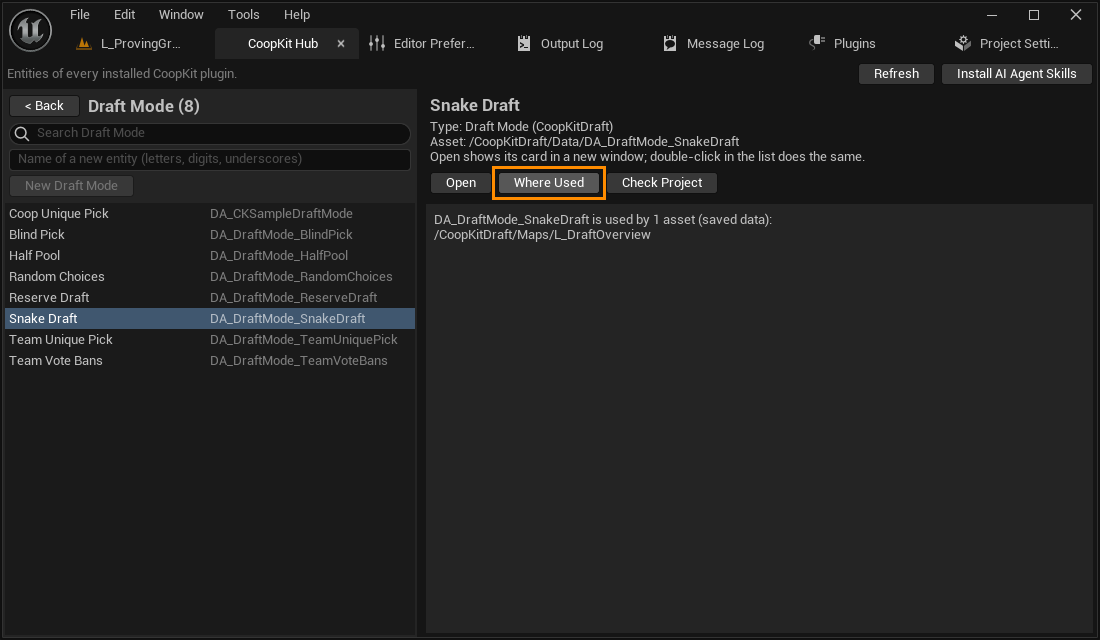 File Edit Window Tools Help
L_ProvingGr... CoopKit Hub Editor Prefer... Output Log Message Log Plugins Project Setti...
Entities of every installed CoopKit plugin. Refresh Install AI Agent Skills
< Back Draft Mode (8)
Search Draft Mode
Name of a new entity (letters, digits, underscores)
New Draft Mode
Coop Unique Pick DA_CKSampleDraftMode
Blind Pick DA_DraftMode_BlindPick
Half Pool DA_DraftMode_HalfPool
Random Choices DA_DraftMode_RandomChoices
Reserve Draft DA_DraftMode_ReserveDraft
Snake Draft DA_DraftMode_SnakeDraft
Team Unique Pick DA_DraftMode_TeamUniquePick
Team Vote Bans DA_DraftMode_TeamVoteBans
Snake Draft
Type: Draft Mode (CoopKitDraft)
Asset: /CoopKitDraft/Data/DA_DraftMode_SnakeDraft
Open shows its card in a new window; double-click in the list does the same.
Open Where Used Check Project
DA_DraftMode_SnakeDraft is used by 1 asset (saved data):
/CoopKitDraft/Maps/L_DraftOverview